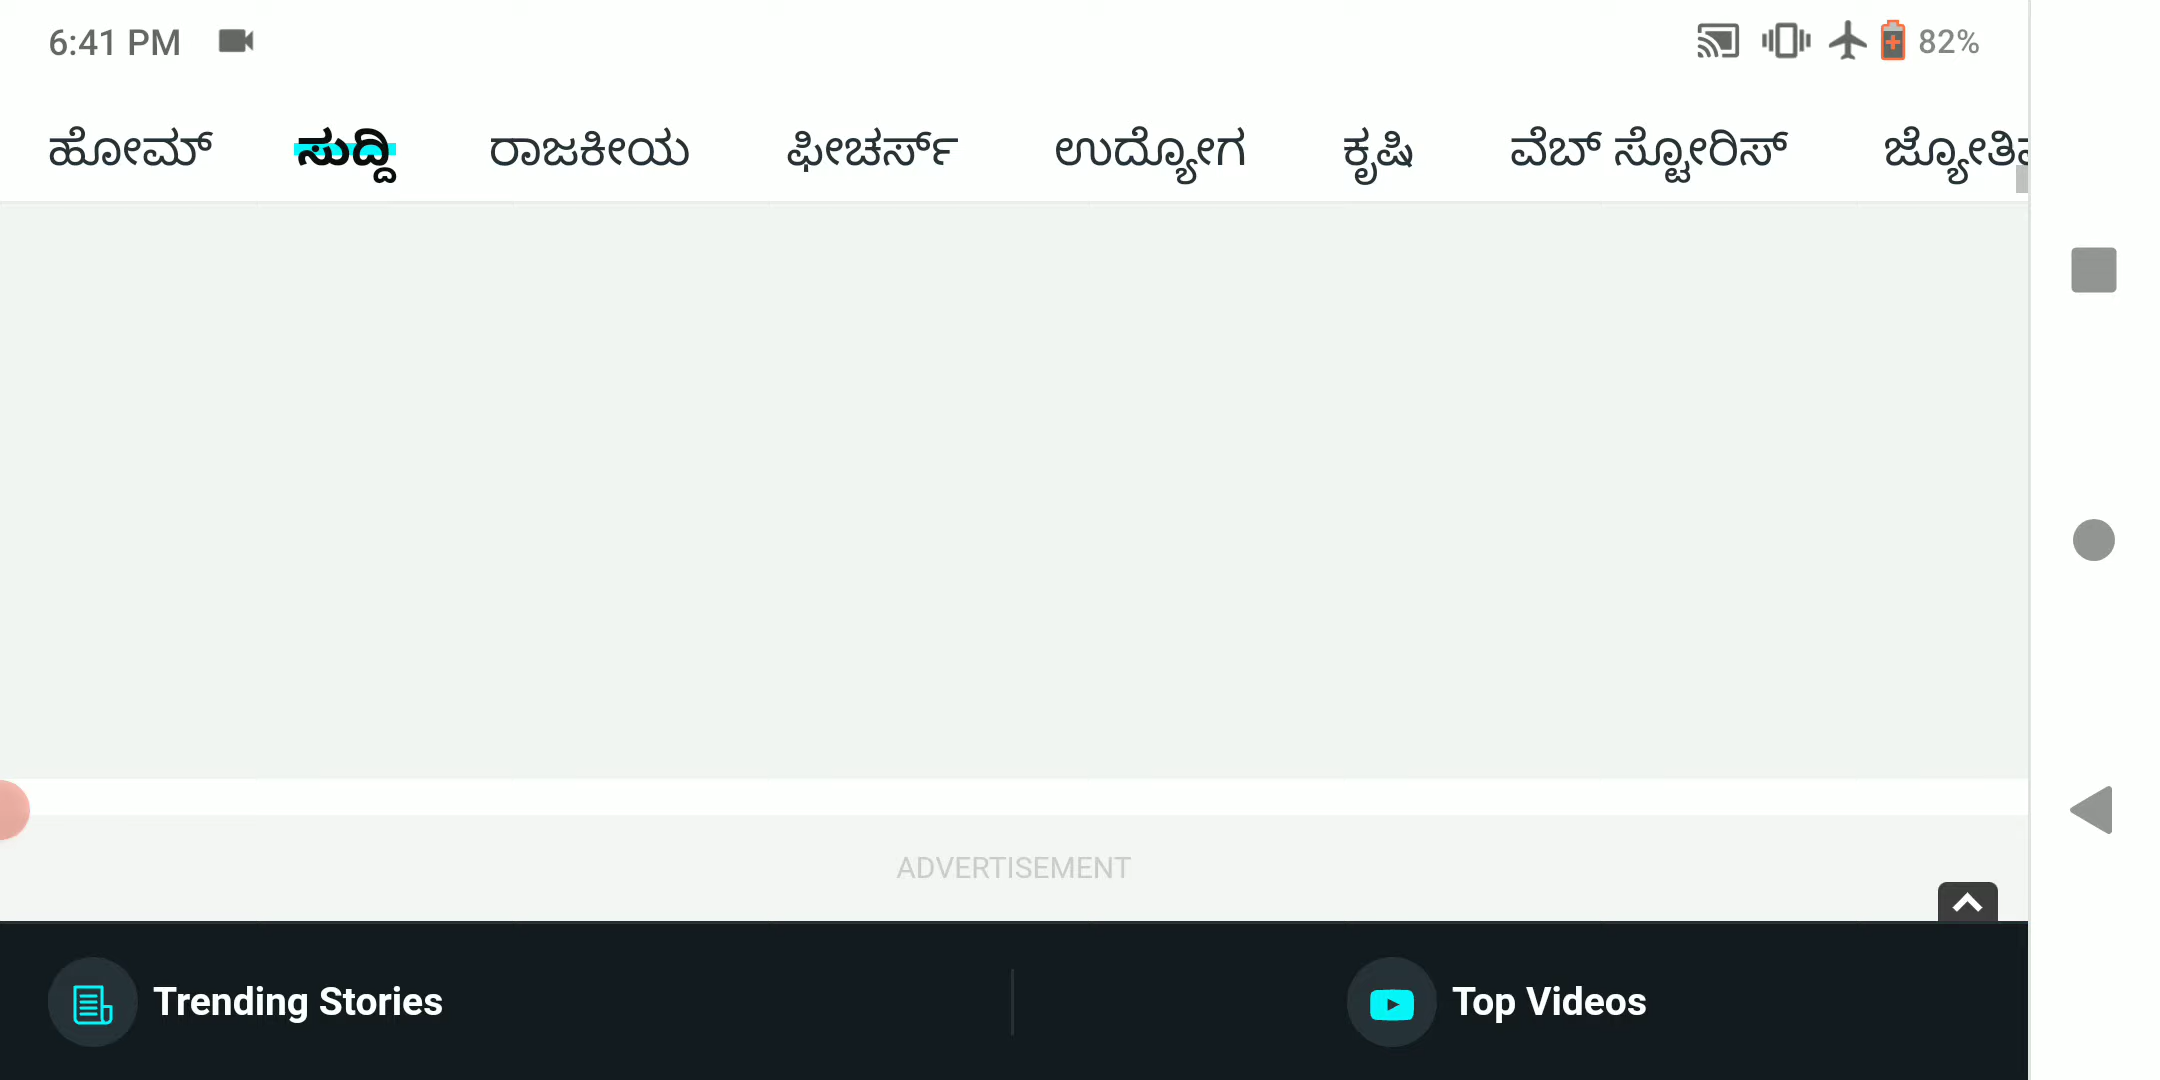 6:41 PM 82%
ಹೋಮ್ ಸುದ್ದಿ ರಾಜಕೀಯ ಫೀಚರ್ಸ್ ಉದ್ಯೋಗ ಕೃಷಿ ವೆಬ್ ಸ್ಟೋರಿಸ್
ADVERTISEMENT
Trending Stories Top Videos